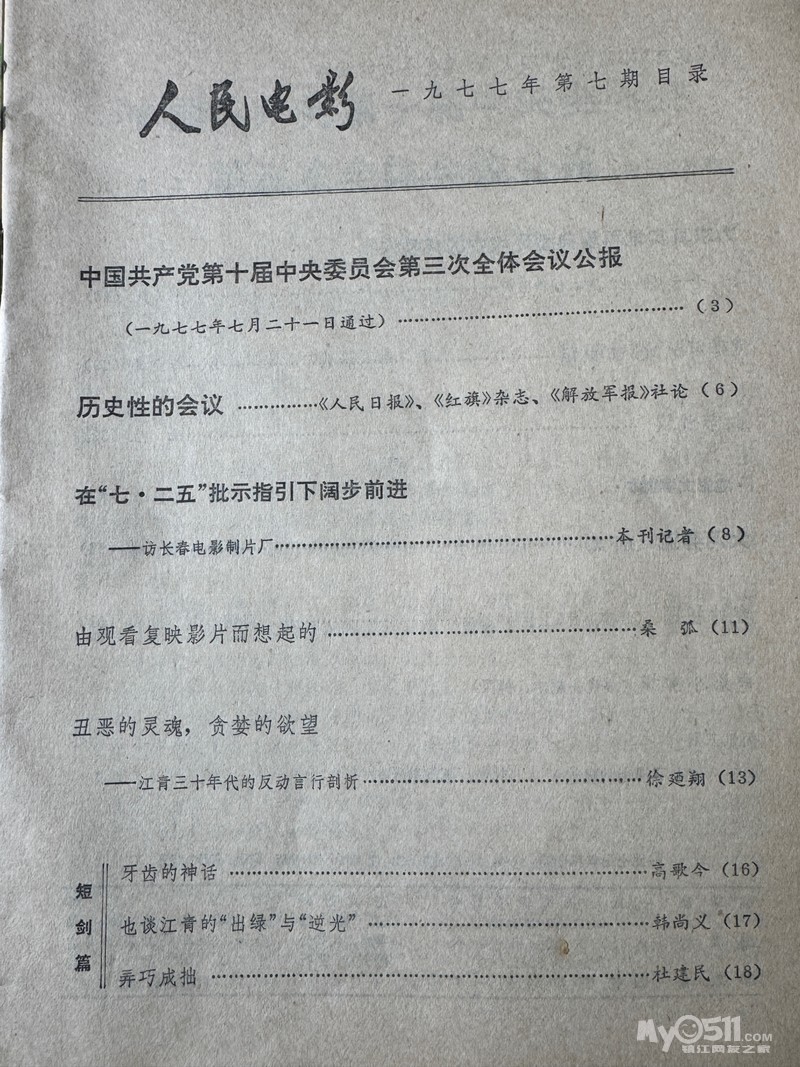 人民电影 一九七七年第七期目录
中国共产党第十届中央委员会第三次全体会议公报
(一九七七年七月二十一日通过)……………………………………(3)
历史性的会议 ……………《人民日报》、《红旗》杂志、《解放军报》社论 (6)
在“七·二五”批示指引下阔步前进
——访长春电影制片厂……………………………………………本刊记者 (8)
由观看复映影片而想起的 ……………………………………桑 弧 (11)
丑恶的灵魂,贪婪的欲望
——江青三十年代的反动言行剖析……………………………………徐廼翔 (13)
短剑篇
牙齿的神话 ……………………………………………………高歌今 (16)
也谈江青的“出绿”与“逆光” …………………………………韩尚义 (17)
弄巧成拙 ………………………………………………………杜建民 (18)
My0511.COM
镇江网友之家